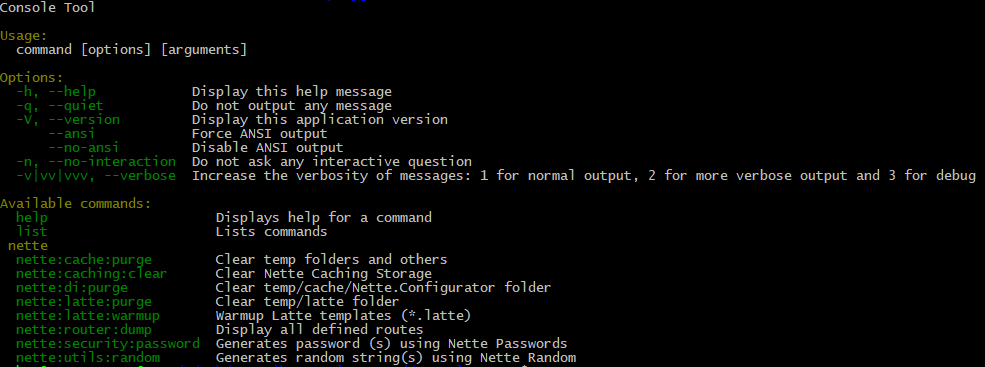 Console Tool
Usage:
command [options] [arguments]
Options:
-h, --help Display this help message
-q, --quiet Do not output any message
-V, --version Display this application version
--ansi Force ANSI output
--no-ansi Disable ANSI output
-n, --no-interaction Do not ask any interactive question
-v|vv|vvv, --verbose Increase the verbosity of messages: 1 for normal output, 2 for more verbose output and 3 for debug
Available commands:
help Displays help for a command
list Lists commands
nette
nette:cache:purge Clear temp folders and others
nette:caching:clear Clear Nette Caching Storage
nette:di:purge Clear temp/cache/Nette.Configurator folder
nette:latte:purge Clear temp/latte folder
nette:latte:warmup Warmup Latte templates (*.latte)
nette:router:dump Display all defined routes
nette:security:password Generates password (s) using Nette Passwords
nette:utils:random Generates random string(s) using Nette Random